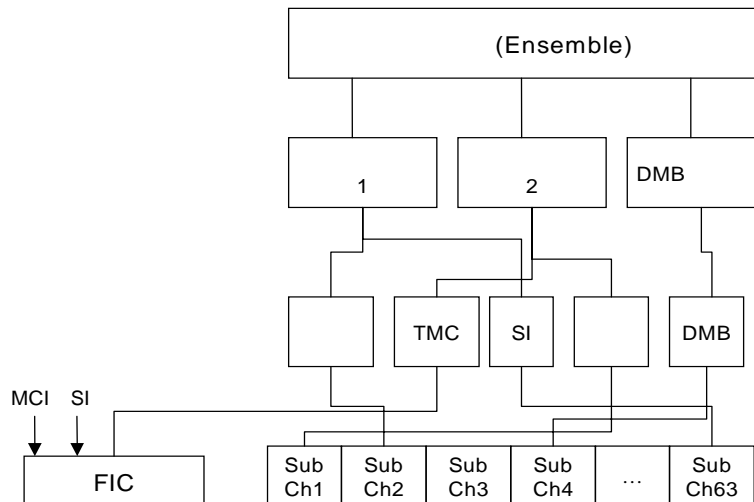 (Ensemble)
1
2
DMB
TMC
SI
DMB
MCI
SI
FIC
Sub
Ch1
Sub
Ch2
Sub
Ch3
Sub
Ch4
...
Sub
Ch63